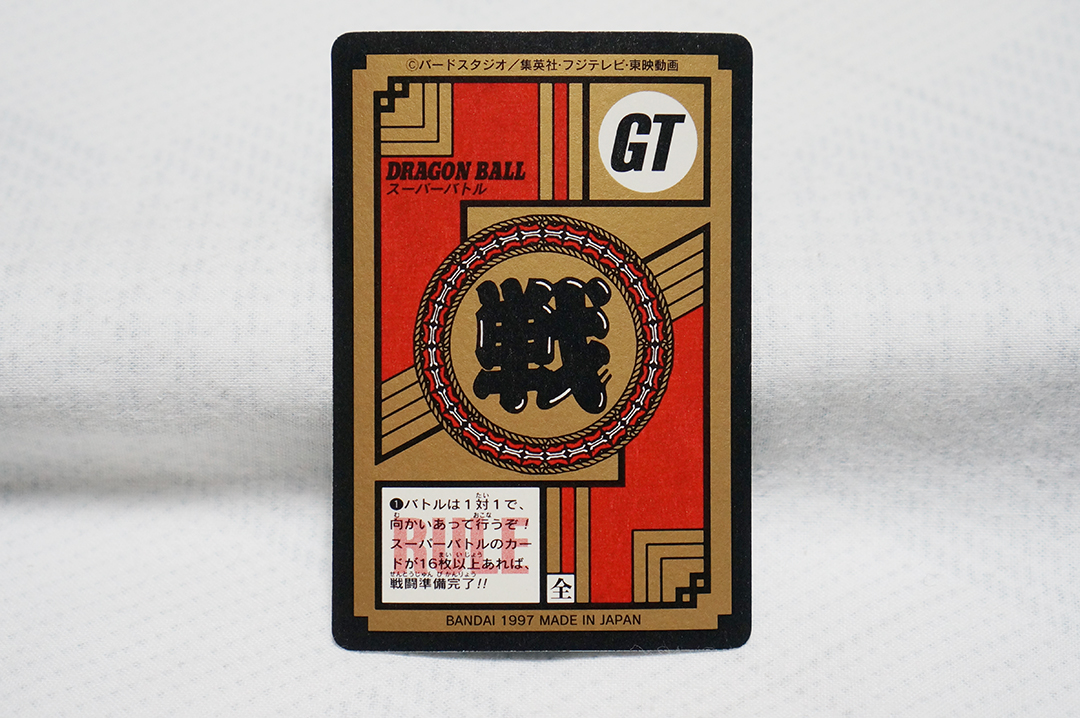 ©バードスタジオ／集英社・フジテレビ・東映動画
GT
DRAGON BALL
スーパーバトル
戦
RULE
❶バトルは1対1で、
向かいあって行うぞ！
スーパーバトルのカー
ドが16枚以上あれば、
戦闘準備完了!!
全
BANDAI 1997 MADE IN JAPAN